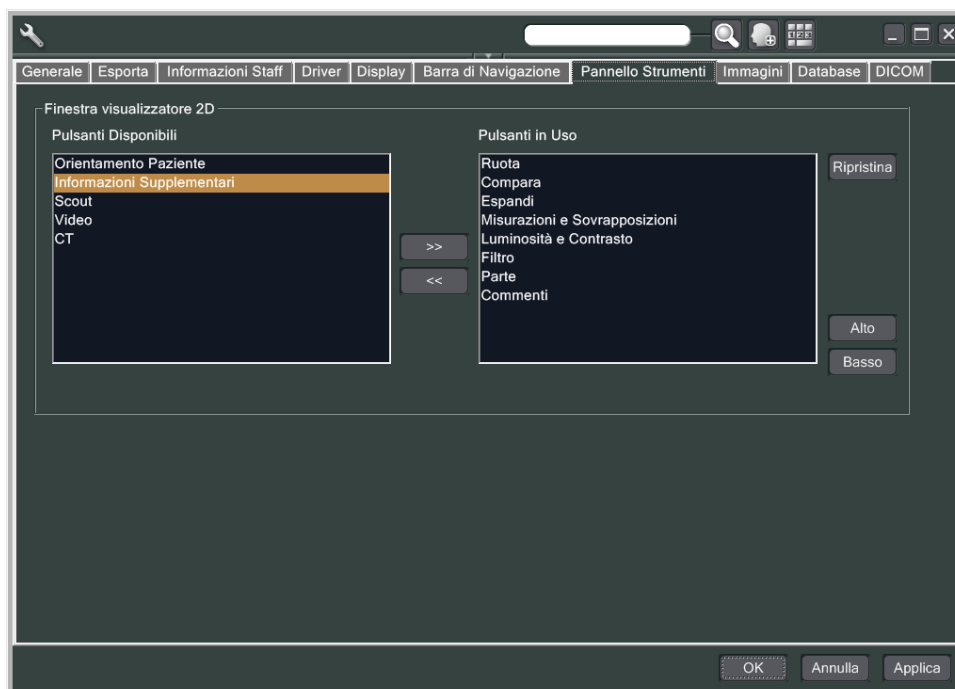 Generale Esporta Informazioni Staff Driver Display Barra di Navigazione Pannello Strumenti Immagini Database DICOM
Finestra visualizzatore 2D
Pulsanti Disponibili
Orientamento Paziente
Informazioni Supplementari
Scout
Video
CT
>>
<<
Pulsanti in Uso
Ruota
Compara
Espandi
Misurazioni e Sovrapposizioni
Luminosità e Contrasto
Filtro
Parte
Commenti
Ripristina
Alto
Basso
OK Annulla Applica